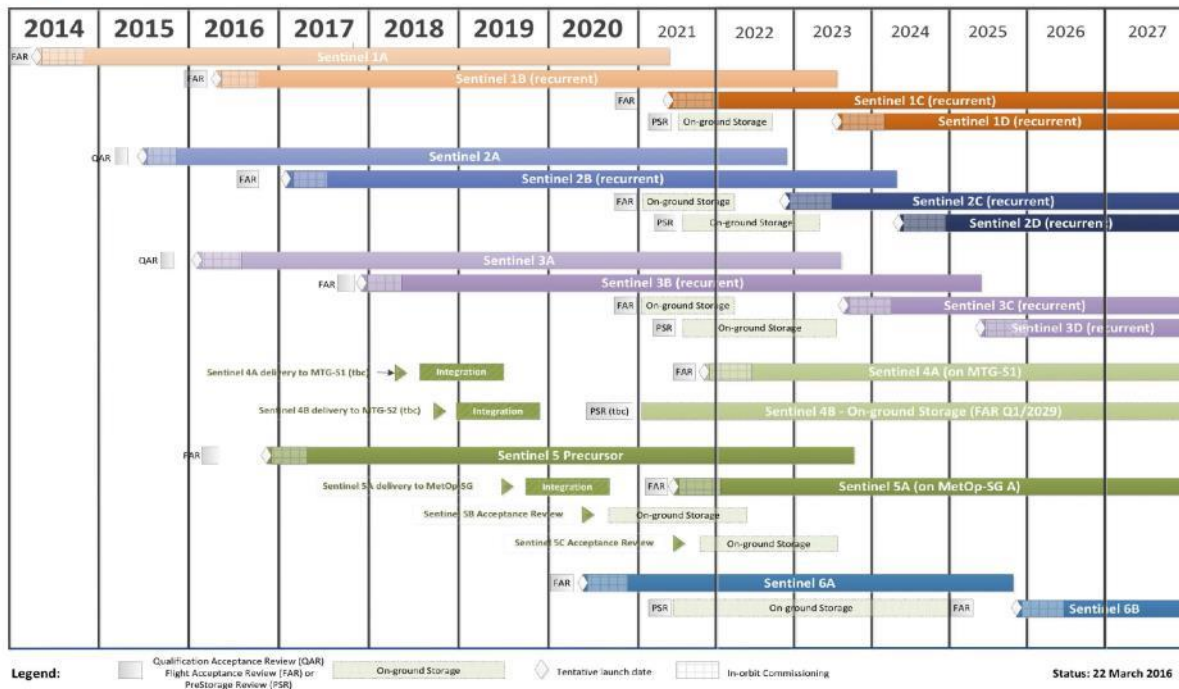 2014 2015 2016 2017 2018 2019 2020 2021 2022 2023 2024 2025 2026 2027
FAR Sentinel 1A
FAR Sentinel 1B (recurrent)
FAR Sentinel 1C (recurrent)
PSR On-ground Storage Sentinel 1D (recurrent)
QAR Sentinel 2A
FAR Sentinel 2B (recurrent)
FAR On-ground Storage Sentinel 2C (recurrent)
PSR On-ground Storage Sentinel 2D (recurrent)
QAR Sentinel 3A
FAR Sentinel 3B (recurrent)
FAR On-ground Storage Sentinel 3C (recurrent)
PSR On-ground Storage Sentinel 3D (recurrent)
Sentinel 4A delivery to MTG-S1 (tbc) Integration FAR Sentinel 4A (on MTG-S1)
Sentinel 4B delivery to MTG-S2 (tbc) Integration PSR (tbc) Sentinel 4B - On-ground Storage (FAR Q1/2029)
FAR Sentinel 5 Precursor
Sentinel 5A delivery to MetOp-SG Integration FAR Sentinel 5A (on MetOp-SG A)
Sentinel 5B Acceptance Review On-ground Storage
Sentinel 5C Acceptance Review On-ground Storage
FAR Sentinel 6A
PSR On-ground Storage FAR Sentinel 6B
Legend:
Qualification Acceptance Review (QAR)
Flight Acceptance Review (FAR) or
PreStorage Review (PSR)
On-ground Storage
Tentative launch date
In-orbit Commissioning
Status: 22 March 2016